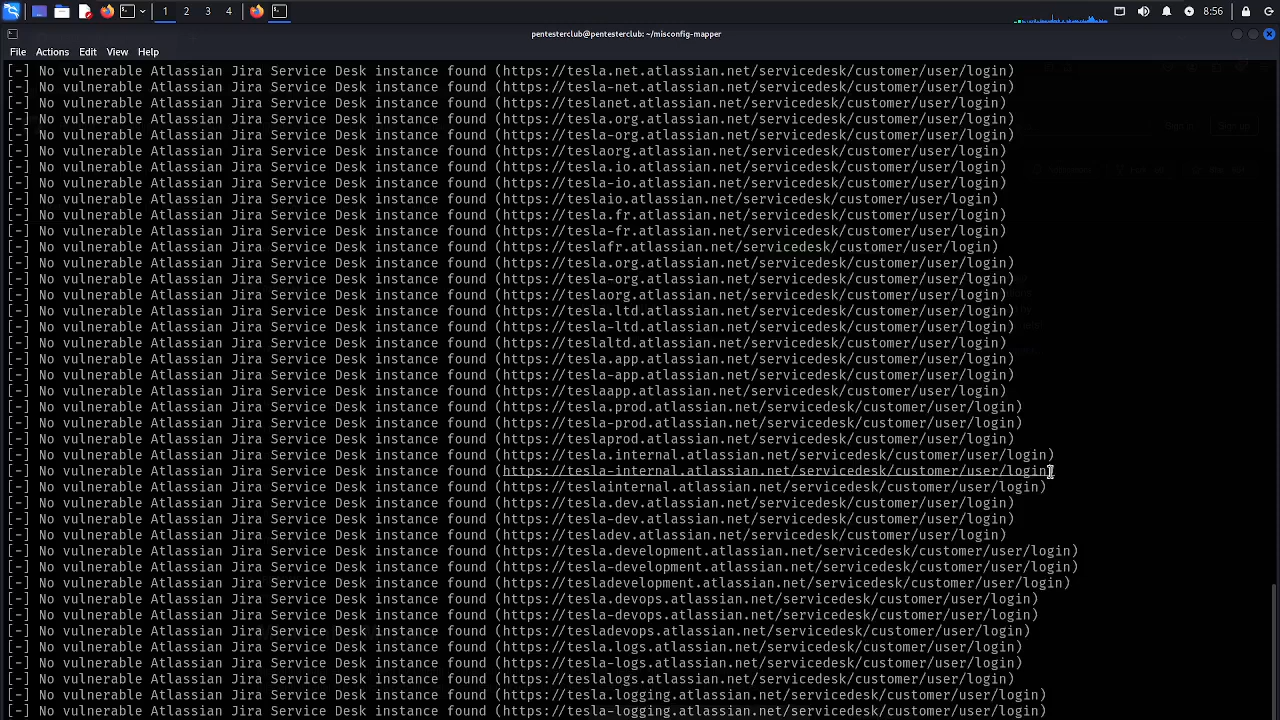 1 2 3 4 8:56
pentesterclub@pentesterclub: ~/misconfig-mapper
File Actions Edit View Help
[-] No vulnerable Atlassian Jira Service Desk instance found (https://tesla.net.atlassian.net/servicedesk/customer/user/login)
[-] No vulnerable Atlassian Jira Service Desk instance found (https://tesla-net.atlassian.net/servicedesk/customer/user/login)
[-] No vulnerable Atlassian Jira Service Desk instance found (https://teslanet.atlassian.net/servicedesk/customer/user/login)
[-] No vulnerable Atlassian Jira Service Desk instance found (https://tesla.org.atlassian.net/servicedesk/customer/user/login)
[-] No vulnerable Atlassian Jira Service Desk instance found (https://tesla-org.atlassian.net/servicedesk/customer/user/login)
[-] No vulnerable Atlassian Jira Service Desk instance found (https://teslaorg.atlassian.net/servicedesk/customer/user/login)
[-] No vulnerable Atlassian Jira Service Desk instance found (https://tesla.io.atlassian.net/servicedesk/customer/user/login)
[-] No vulnerable Atlassian Jira Service Desk instance found (https://tesla-io.atlassian.net/servicedesk/customer/user/login)
[-] No vulnerable Atlassian Jira Service Desk instance found (https://teslaio.atlassian.net/servicedesk/customer/user/login)
[-] No vulnerable Atlassian Jira Service Desk instance found (https://tesla.fr.atlassian.net/servicedesk/customer/user/login)
[-] No vulnerable Atlassian Jira Service Desk instance found (https://tesla-fr.atlassian.net/servicedesk/customer/user/login)
[-] No vulnerable Atlassian Jira Service Desk instance found (https://teslafr.atlassian.net/servicedesk/customer/user/login)
[-] No vulnerable Atlassian Jira Service Desk instance found (https://tesla.org.atlassian.net/servicedesk/customer/user/login)
[-] No vulnerable Atlassian Jira Service Desk instance found (https://tesla-org.atlassian.net/servicedesk/customer/user/login)
[-] No vulnerable Atlassian Jira Service Desk instance found (https://teslaorg.atlassian.net/servicedesk/customer/user/login)
[-] No vulnerable Atlassian Jira Service Desk instance found (https://tesla.ltd.atlassian.net/servicedesk/customer/user/login)
[-] No vulnerable Atlassian Jira Service Desk instance found (https://tesla-ltd.atlassian.net/servicedesk/customer/user/login)
[-] No vulnerable Atlassian Jira Service Desk instance found (https://teslaltd.atlassian.net/servicedesk/customer/user/login)
[-] No vulnerable Atlassian Jira Service Desk instance found (https://tesla.app.atlassian.net/servicedesk/customer/user/login)
[-] No vulnerable Atlassian Jira Service Desk instance found (https://tesla-app.atlassian.net/servicedesk/customer/user/login)
[-] No vulnerable Atlassian Jira Service Desk instance found (https://teslaapp.atlassian.net/servicedesk/customer/user/login)
[-] No vulnerable Atlassian Jira Service Desk instance found (https://tesla.prod.atlassian.net/servicedesk/customer/user/login)
[-] No vulnerable Atlassian Jira Service Desk instance found (https://tesla-prod.atlassian.net/servicedesk/customer/user/login)
[-] No vulnerable Atlassian Jira Service Desk instance found (https://teslaprod.atlassian.net/servicedesk/customer/user/login)
[-] No vulnerable Atlassian Jira Service Desk instance found (https://tesla.internal.atlassian.net/servicedesk/customer/user/login)
[-] No vulnerable Atlassian Jira Service Desk instance found (https://tesla-internal.atlassian.net/servicedesk/customer/user/login)
[-] No vulnerable Atlassian Jira Service Desk instance found (https://teslainternal.atlassian.net/servicedesk/customer/user/login)
[-] No vulnerable Atlassian Jira Service Desk instance found (https://tesla.dev.atlassian.net/servicedesk/customer/user/login)
[-] No vulnerable Atlassian Jira Service Desk instance found (https://tesla-dev.atlassian.net/servicedesk/customer/user/login)
[-] No vulnerable Atlassian Jira Service Desk instance found (https://tesladev.atlassian.net/servicedesk/customer/user/login)
[-] No vulnerable Atlassian Jira Service Desk instance found (https://tesla.development.atlassian.net/servicedesk/customer/user/login)
[-] No vulnerable Atlassian Jira Service Desk instance found (https://tesla-development.atlassian.net/servicedesk/customer/user/login)
[-] No vulnerable Atlassian Jira Service Desk instance found (https://tesladevelopment.atlassian.net/servicedesk/customer/user/login)
[-] No vulnerable Atlassian Jira Service Desk instance found (https://tesla.devops.atlassian.net/servicedesk/customer/user/login)
[-] No vulnerable Atlassian Jira Service Desk instance found (https://tesla-devops.atlassian.net/servicedesk/customer/user/login)
[-] No vulnerable Atlassian Jira Service Desk instance found (https://tesladevops.atlassian.net/servicedesk/customer/user/login)
[-] No vulnerable Atlassian Jira Service Desk instance found (https://tesla.logs.atlassian.net/servicedesk/customer/user/login)
[-] No vulnerable Atlassian Jira Service Desk instance found (https://tesla-logs.atlassian.net/servicedesk/customer/user/login)
[-] No vulnerable Atlassian Jira Service Desk instance found (https://teslalogs.atlassian.net/servicedesk/customer/user/login)
[-] No vulnerable Atlassian Jira Service Desk instance found (https://tesla.logging.atlassian.net/servicedesk/customer/user/login)
[-] No vulnerable Atlassian Jira Service Desk instance found (https://tesla-logging.atlassian.net/servicedesk/customer/user/login)